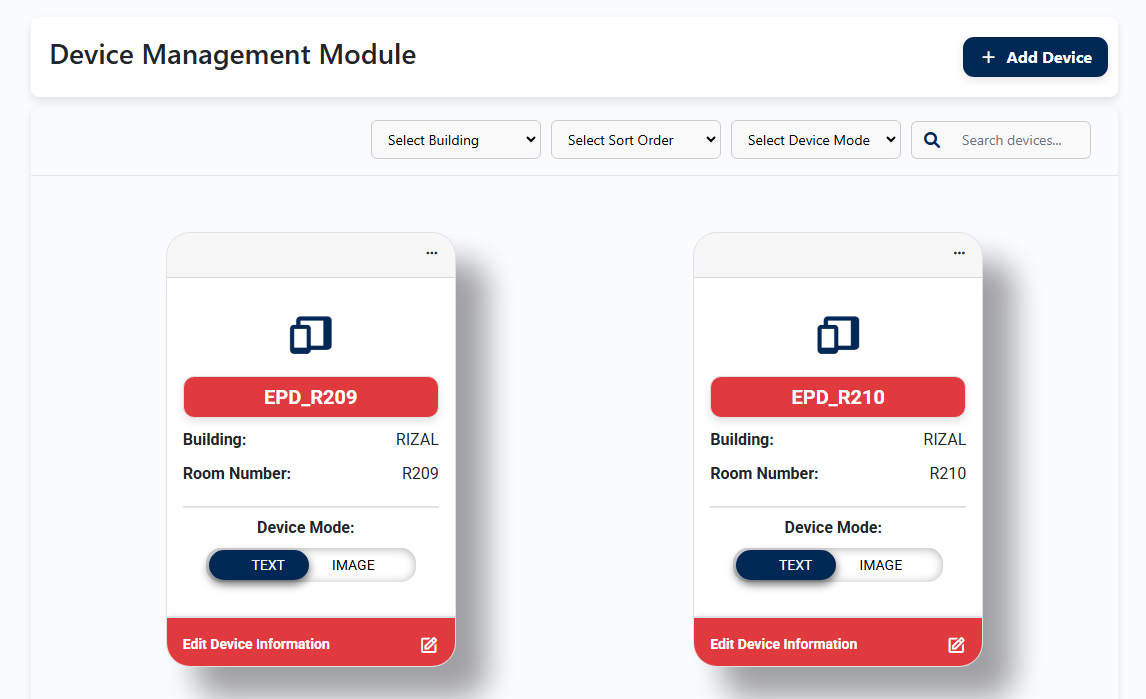 Device Management Module
+ Add Device
Select Building
Select Sort Order
Select Device Mode
Search devices...
...
EPD_R209
Building: RIZAL
Room Number: R209
Device Mode:
TEXT IMAGE
Edit Device Information
...
EPD_R210
Building: RIZAL
Room Number: R210
Device Mode:
TEXT IMAGE
Edit Device Information